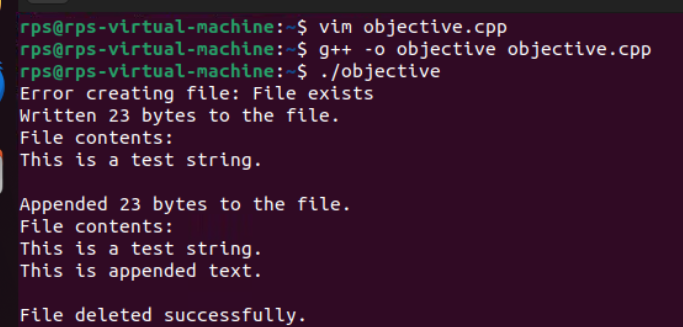 rps@rps-virtual-machine:~$ vim objective.cpp
rps@rps-virtual-machine:~$ g++ -o objective objective.cpp
rps@rps-virtual-machine:~$ ./objective
Error creating file: File exists
Written 23 bytes to the file.
File contents:
This is a test string.
Appended 23 bytes to the file.
File contents:
This is a test string.
This is appended text.
File deleted successfully.